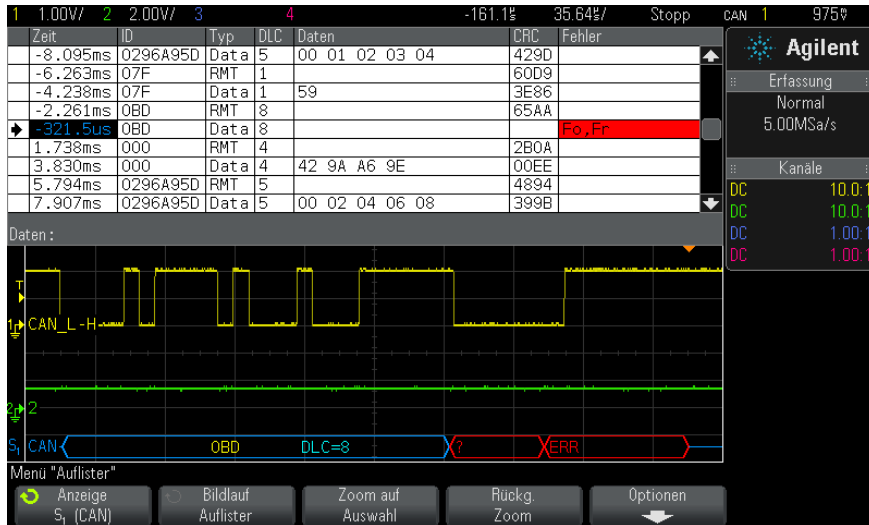 1 1.00V/ 2 2.00V/ 3 4 -161.1µs 35.64µs/ Stopp CAN 1 975V
Zeit ID Typ DLC Daten CRC Fehler
-8.095ms 0296A95D Data 5 00 01 02 03 04 429D
-6.263ms 07F RMT 1 60D9
-4.238ms 07F Data 1 59 3E86
-2.261ms 0BD RMT 8 65AA
-321.5us 0BD Data 8 Fo,Fr
1.738ms 000 RMT 4 2B0A
3.830ms 000 Data 4 42 9A A6 9E 00EE
5.794ms 0296A95D RMT 5 4894
7.907ms 0296A95D Data 5 00 02 04 06 08 399B
Agilent
Erfassung
Normal
5.00MSa/s
Kanäle
DC 10.0:1
DC 10.0:1
DC 1.00:1
DC 1.00:1
Daten :
T
1 CAN_L -H
2 2
S1 CAN 0BD DLC=8 ? ERR
Menü "Auflister"
Anzeige
S1 (CAN)
Bildlauf
Auflister
Zoom auf
Auswahl
Rückg.
Zoom
Optionen